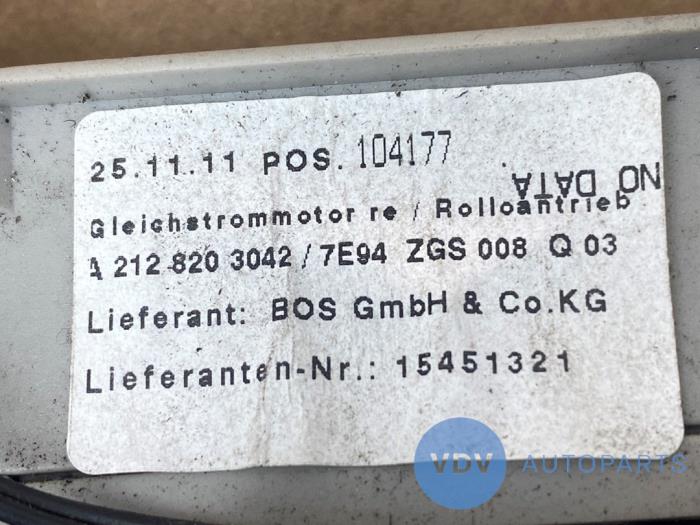 25.11.11 POS. 104177
NO DATA
Gleichstrommotor re / Rolloantrieb
A 212 820 3042 / 7E94 ZGS 008 Q 03
Lieferant: BOS GmbH & Co.KG
Lieferanten-Nr.: 15451321
VDV AUTOPARTS